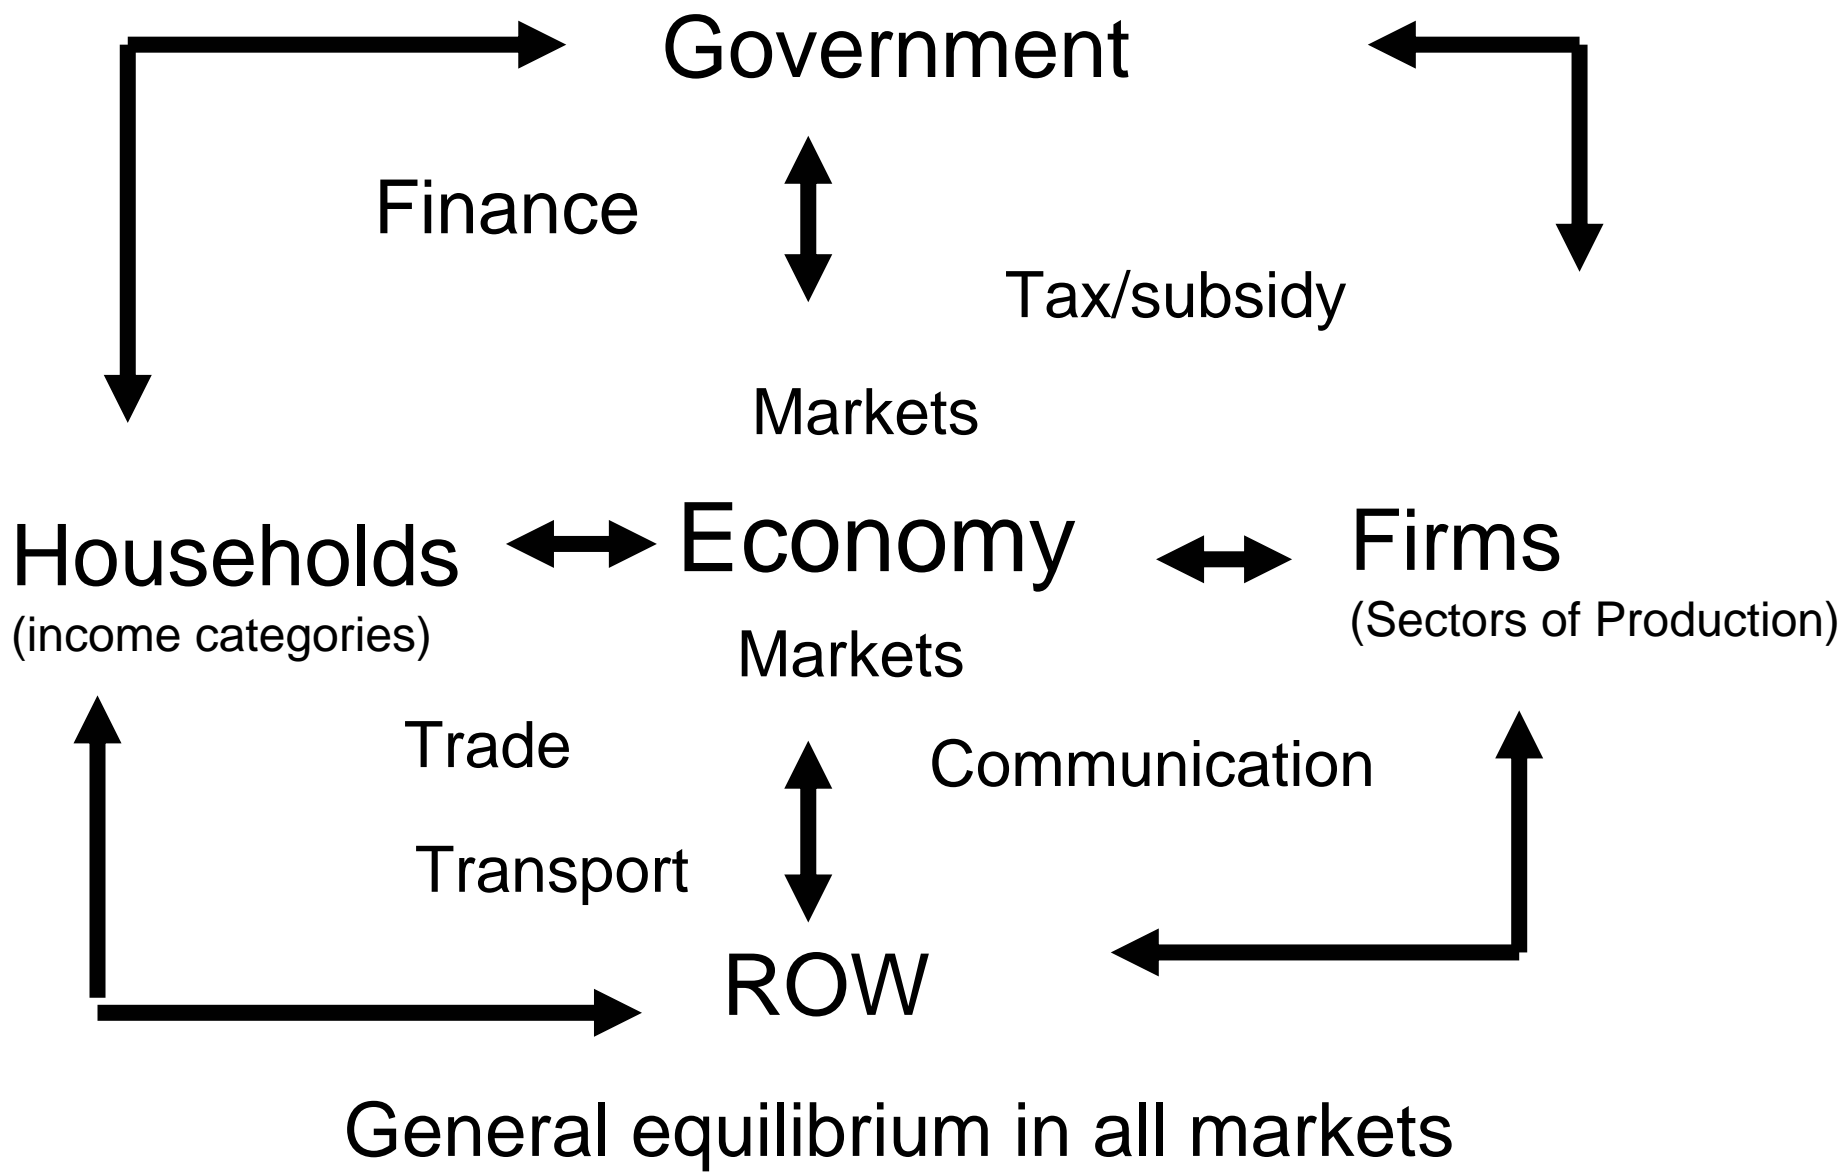 Government
Finance
Tax/subsidy
Markets
Economy
Households
(income categories)
Firms
(Sectors of Production)
Markets
Trade
Communication
Transport
ROW
General equilibrium in all markets